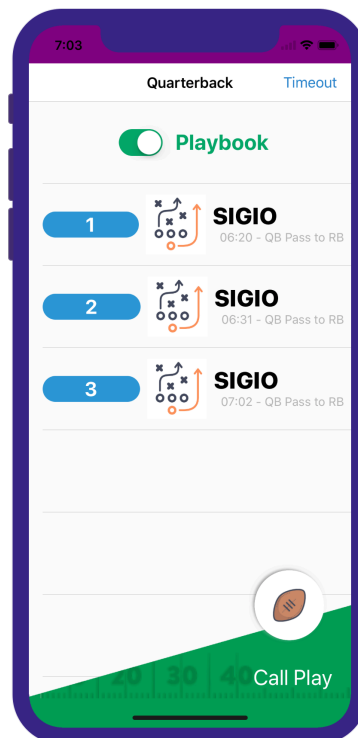 7:03
Quarterback
Timeout
Playbook
1
SIGIO
06:20 - QB Pass to RB
2
SIGIO
06:31 - QB Pass to RB
3
SIGIO
07:02 - QB Pass to RB
20 30 40
Call Play